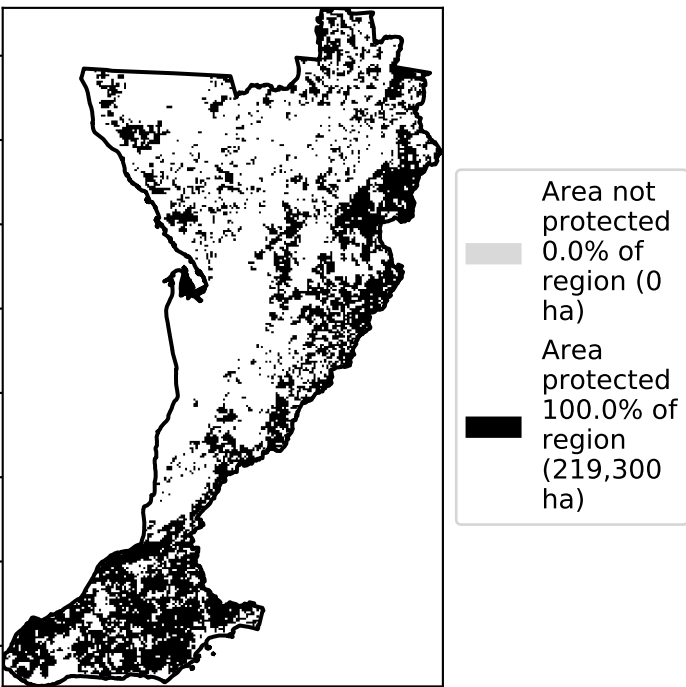 Area not
protected
0.0% of
region (0
ha)
Area
protected
100.0% of
region
(219,300
ha)